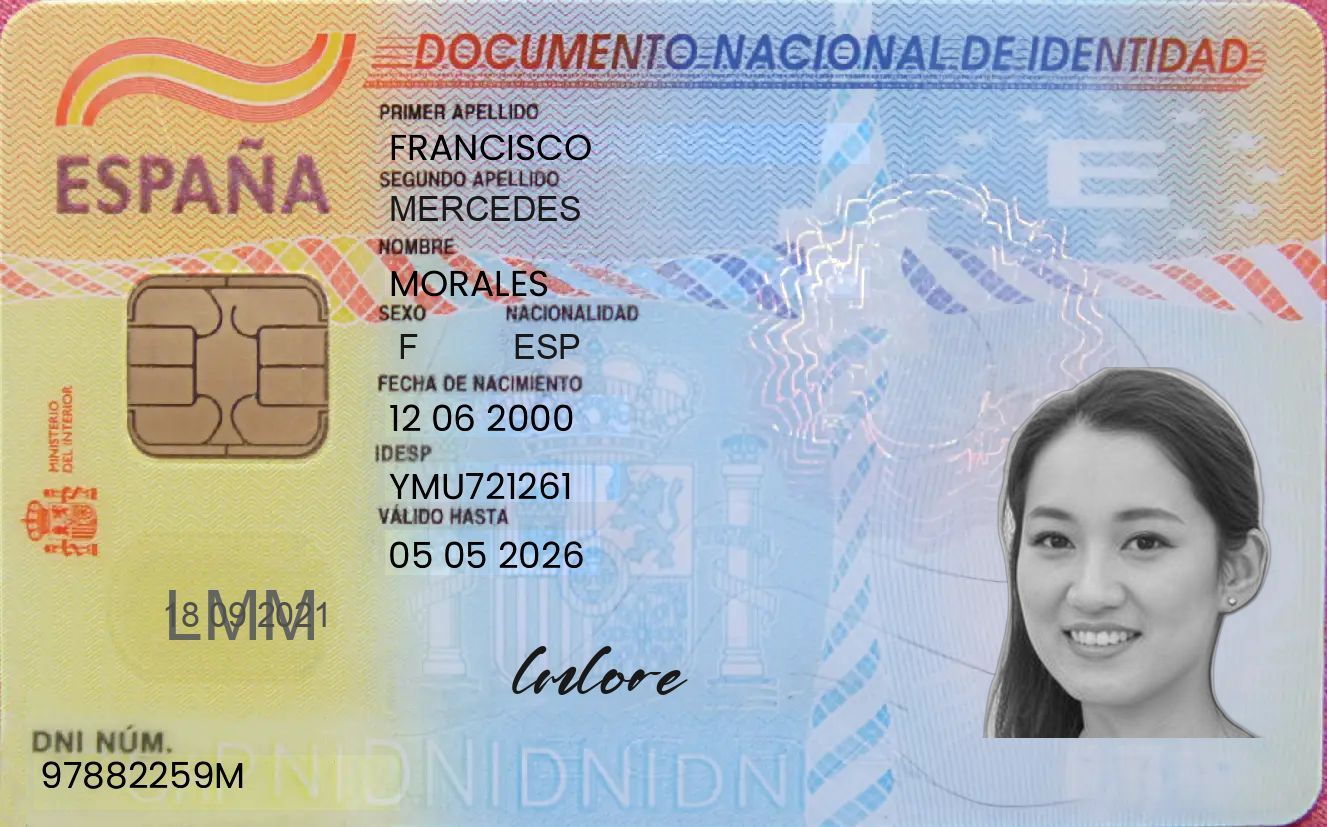 DOCUMENTO NACIONAL DE IDENTIDAD
ESPAÑA
PRIMER APELLIDO
FRANCISCO
SEGUNDO APELLIDO
MERCEDES
NOMBRE
MORALES
SEXO NACIONALIDAD
F ESP
FECHA DE NACIMIENTO
12 06 2000
IDESP
YMU721261
VÁLIDO HASTA
05 05 2026
MINISTERIO
DEL INTERIOR
E
LMM
18 09 2021
lmlore
DNI NÚM.
97882259M
DNIDNIDNIDN